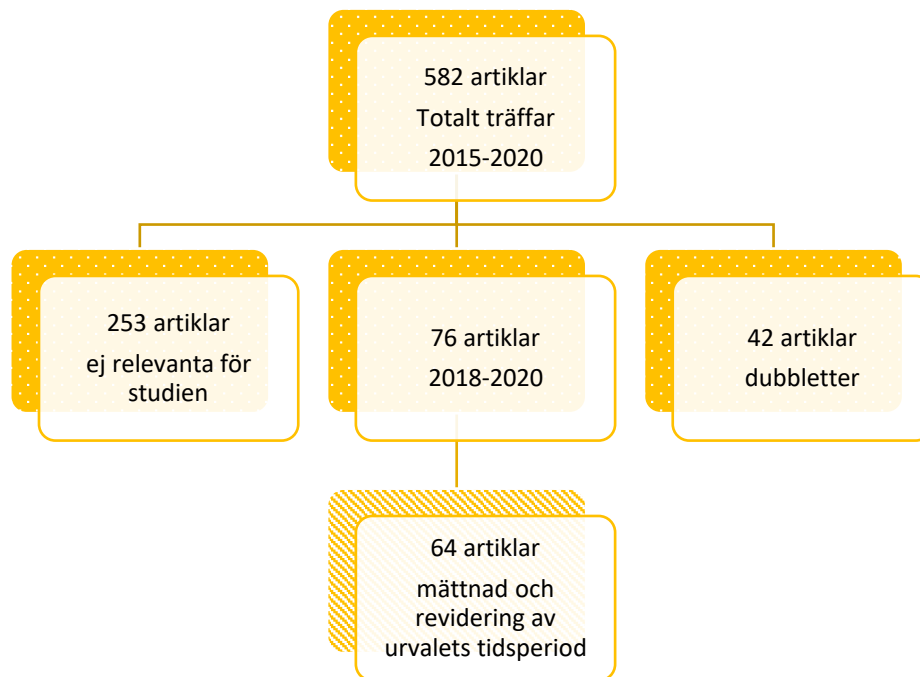 582 artiklar
Totalt träffar
2015-2020
253 artiklar
ej relevanta för
studien
76 artiklar
2018-2020
42 artiklar
dubbletter
64 artiklar
mättnad och
revidering av
urvalets tidsperiod